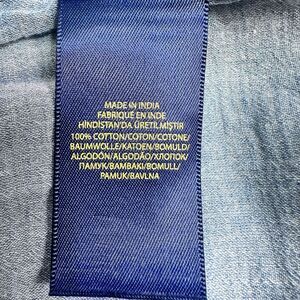 MADE IN INDIA
FABRIQUÉ EN INDE
HİNDİSTAN'DA ÜRETİLMİŞTİR
100% COTTON/COTON/COTONE/
BAUMWOLLE/KATOEN/BOMULD/
ALGODÓN/ALGODÃO/ХЛОПОК/
ПАМУК/BAMBAKI/BOMULL/
PAMUK/BAVLNA